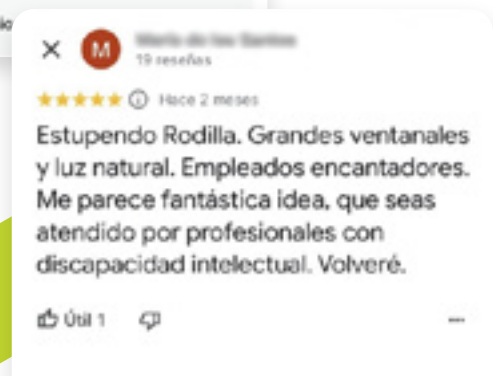 M
19 reseñas
Hace 2 meses
Estupendo Rodilla. Grandes ventanales
y luz natural. Empleados encantadores.
Me parece fantástica idea, que seas
atendido por profesionales con
discapacidad intelectual. Volveré.
Útil 1